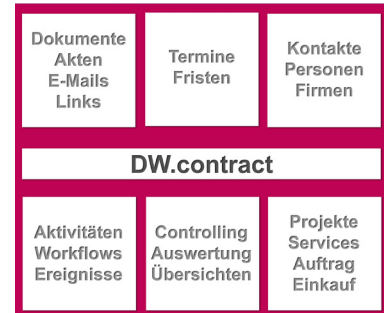 Dokumente
Akten
E-Mails
Links
Termine
Fristen
Kontakte
Personen
Firmen
DW.contract
Aktivitäten
Workflows
Ereignisse
Controlling
Auswertung
Übersichten
Projekte
Services
Auftrag
Einkauf